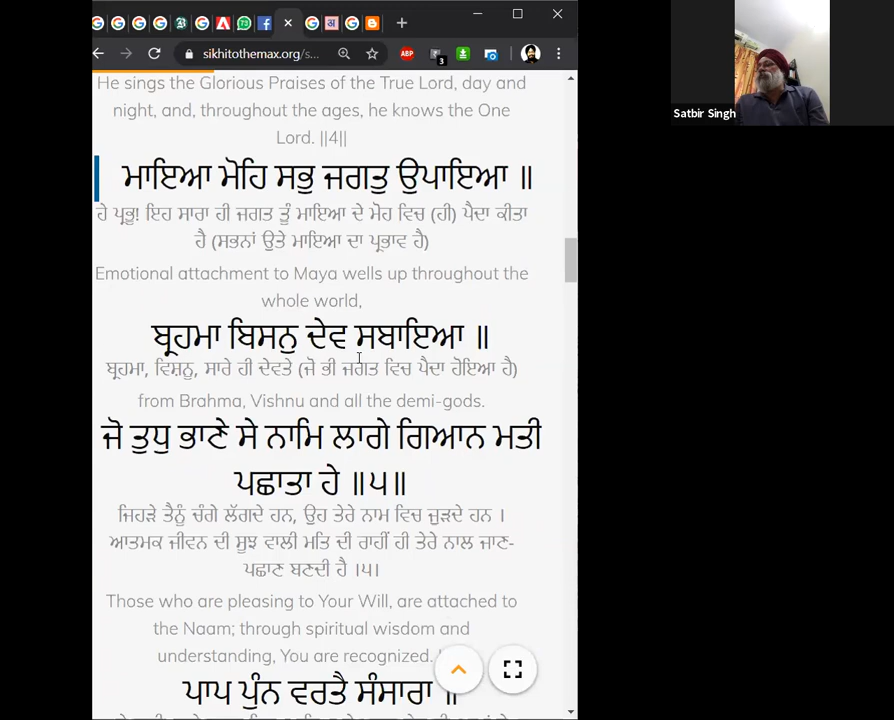 sikhitothemax.org/s...
ABP
3
Satbir Singh
He sings the Glorious Praises of the True Lord, day and
night, and, throughout the ages, he knows the One
Lord. ||4||
ਮਾਇਆ ਮੋਹਿ ਸਭੁ ਜਗਤੁ ਉਪਾਇਆ ॥
ਹੇ ਪ੍ਰਭੂ! ਇਹ ਸਾਰਾ ਹੀ ਜਗਤ ਤੂੰ ਮਾਇਆ ਦੇ ਮੋਹ ਵਿਚ (ਹੀ) ਪੈਦਾ ਕੀਤਾ
ਹੈ (ਸਭਨਾਂ ਉਤੇ ਮਾਇਆ ਦਾ ਪ੍ਰਭਾਵ ਹੈ)
Emotional attachment to Maya wells up throughout the
whole world,
ਬ੍ਰਹਮਾ ਬਿਸਨੁ ਦੇਵ ਸਬਾਇਆ ॥
ਬ੍ਰਹਮਾ, ਵਿਸ਼ਨੁ, ਸਾਰੇ ਹੀ ਦੇਵਤੇ (ਜੋ ਭੀ ਜਗਤ ਵਿਚ ਪੈਦਾ ਹੋਇਆ ਹੈ)
from Brahma, Vishnu and all the demi-gods.
ਜੋ ਤੁਧੁ ਭਾਣੇ ਸੇ ਨਾਮਿ ਲਾਗੇ ਗਿਆਨ ਮਤੀ
ਪਛਾਤਾ ਹੇ ॥੫॥
ਜਿਹੜੇ ਤੈਨੂੰ ਚੰਗੇ ਲੱਗਦੇ ਹਨ, ਉਹ ਤੇਰੇ ਨਾਮ ਵਿਚ ਜੁੜਦੇ ਹਨ ।
ਆਤਮਕ ਜੀਵਨ ਦੀ ਸੂਝ ਵਾਲੀ ਮਤਿ ਦੀ ਰਾਹੀਂ ਹੀ ਤੇਰੇ ਨਾਲ ਜਾਣ-
ਪਛਾਣ ਬਣਦੀ ਹੈ ।੫।
Those who are pleasing to Your Will, are attached to
the Naam; through spiritual wisdom and
understanding, You are recognized.
ਪਾਪ ਪੁੰਨ ਵਰਤੈ ਸੰਸਾਰਾ ॥